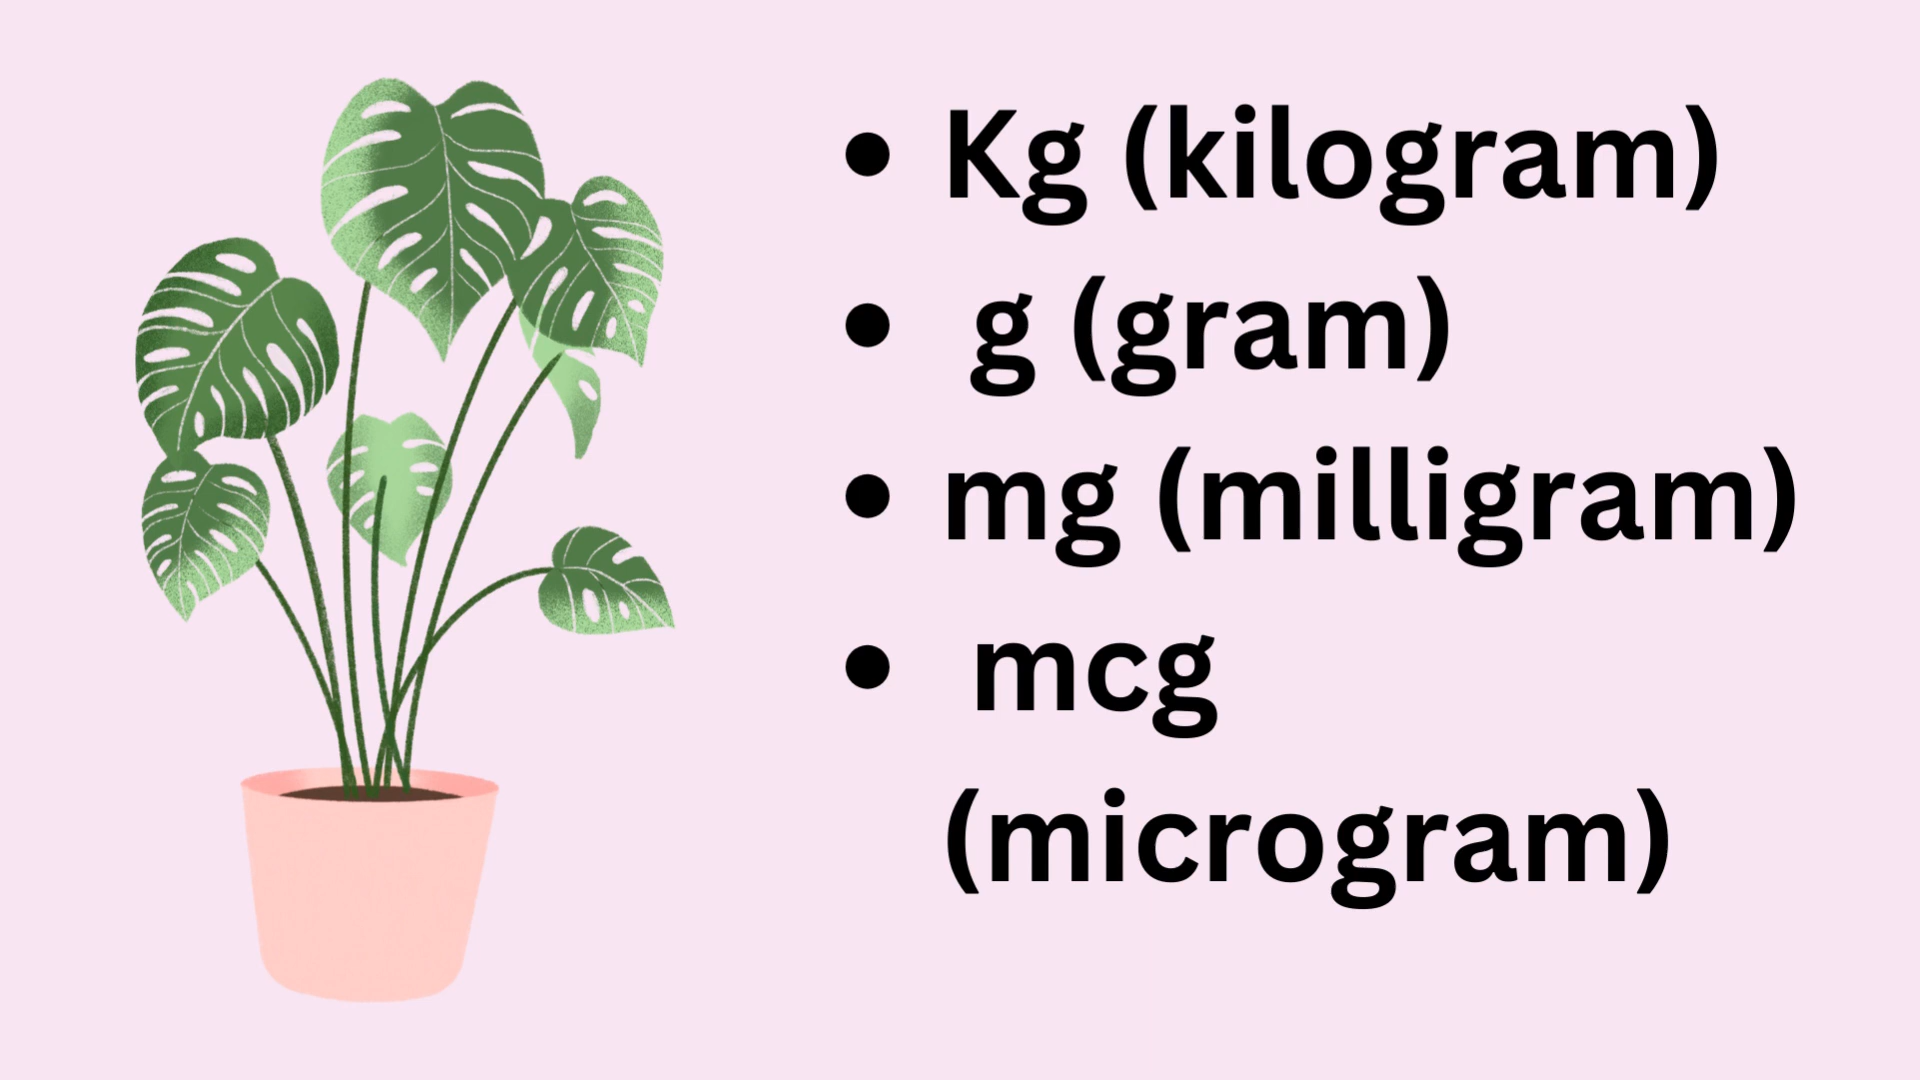 • Kg (kilogram)
• g (gram)
• mg (milligram)
• mcg
(microgram)